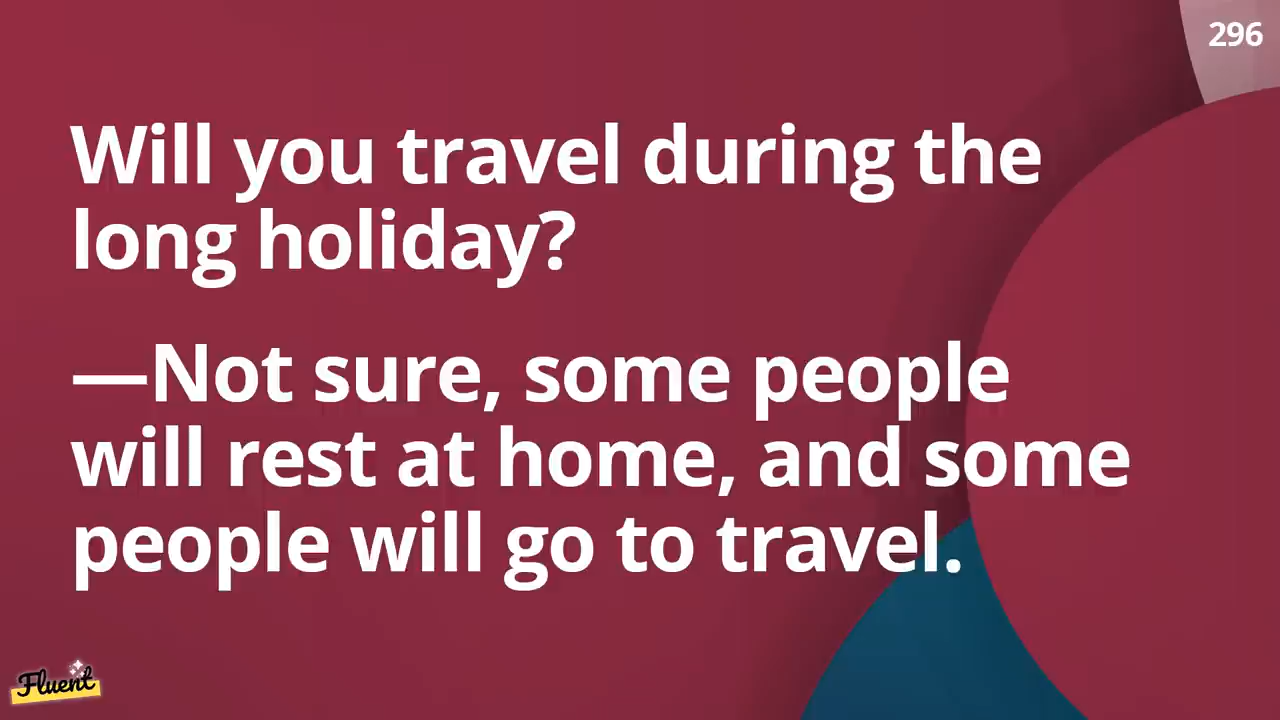 296
Will you travel during the
long holiday?
—Not sure, some people
will rest at home, and some
people will go to travel.
Fluent